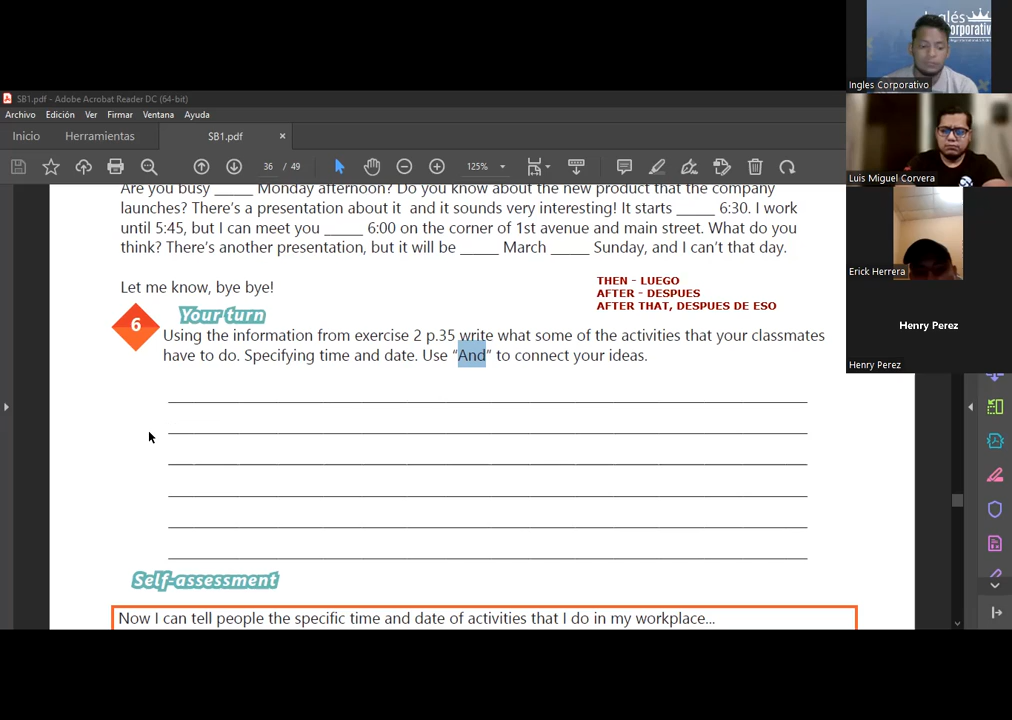 SB1.pdf - Adobe Acrobat Reader DC (64-bit)
Archivo Edición Ver Firmar Ventana Ayuda
Inicio Herramientas SB1.pdf ×
36 / 49 125%
Are you busy _____ Monday afternoon? Do you know about the new product that the company
launches? There's a presentation about it and it sounds very interesting! It starts _____ 6:30. I work
until 5:45, but I can meet you _____ 6:00 on the corner of 1st avenue and main street. What do you
think? There's another presentation, but it will be _____ March _____ Sunday, and I can't that day.
Let me know, bye bye!
THEN - LUEGO
AFTER - DESPUES
AFTER THAT, DESPUES DE ESO
6 Your turn
Using the information from exercise 2 p.35 write what some of the activities that your classmates
have to do. Specifying time and date. Use “And” to connect your ideas.
Self-assessment
Now I can tell people the specific time and date of activities that I do in my workplace...
Inglés
Corporativo
Ingles Corporativo
Luis Miguel Corvera
Erick Herrera
Henry Perez
Henry Perez